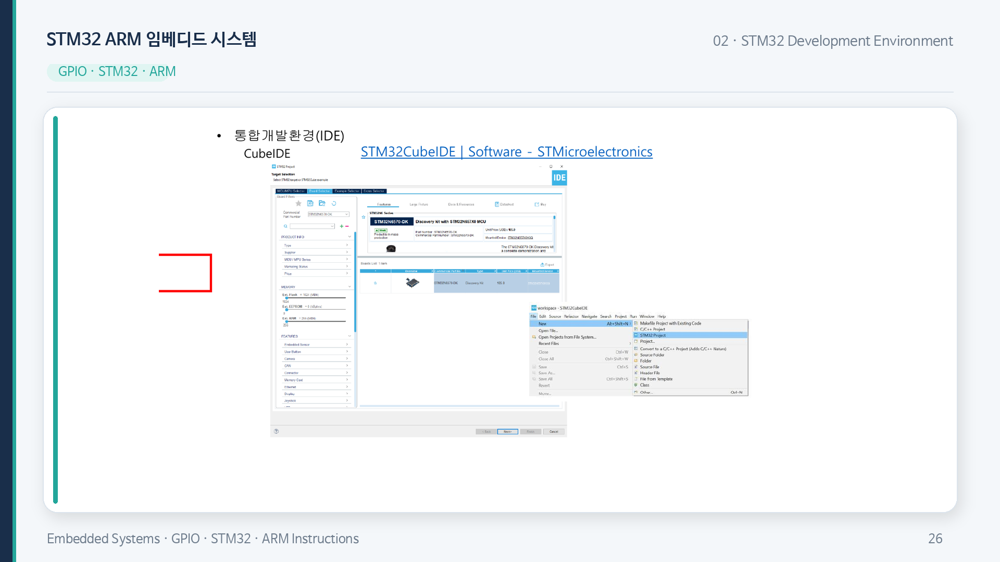 STM32 ARM 임베디드 시스템
02 · STM32 Development Environment
GPIO · STM32 · ARM
• 통합개발환경(IDE)
CubeIDE
STM32CubeIDE | Software - STMicroelectronics
STM32 Project
Target Selection
Select STM32 target or STM32Cube example
IDE
MCU/MPU Selector Board Selector Example Selector Cross Selector
Board Filters
Features Large Picture Docs & Resources Datasheet Buy
Commercial Part Number STM32N6570-DK
STM32N6 Series
STM32N6570-DK Discovery kit with STM32N657X0 MCU
ACTIVE
Product is in mass production
Part Number : STM32N6570-DK
Commercial Part Number : STM32N6570-DK
Unit Price (US$) : 185.0
Mounted Device : STM32N657X0H3Q
The STM32N6570-DK Discovery kit
a complete demonstration and
PRODUCT INFO
Type
Supplier
MCU / MPU Series
Marketing Status
Price
Boards List: 1 item
Export
* Overview Commercial Part No Type Unit Price (US$) Mounted Device
STM32N6570-DK Discovery Kit 185.0
MEMORY
Ext. Flash = 1024 (MBit)
1024
Ext. EEPROM = 0 (kBytes)
0
Ext. RAM = 256 (MBit)
256
FEATURES
Embedded Sensor
User Button
Camera
CAN
Connector
Memory Card
Ethernet
Display
Joystick
? < Back Next > Finish Cancel
workspace - STM32CubeIDE
File Edit Source Refactor Navigate Search Project Run Window Help
New Alt+Shift+N
Open File...
Open Projects from File System...
Recent Files
Close Ctrl+W
Close All Ctrl+Shift+W
Save Ctrl+S
Save As...
Save All Ctrl+Shift+S
Revert
Move...
Makefile Project with Existing Code
C/C++ Project
STM32 Project
Project...
Convert to a C/C++ Project (Adds C/C++ Nature)
Source Folder
Folder
Source File
Header File
File from Template
Class
Other... Ctrl+N
Embedded Systems · GPIO · STM32 · ARM Instructions
26